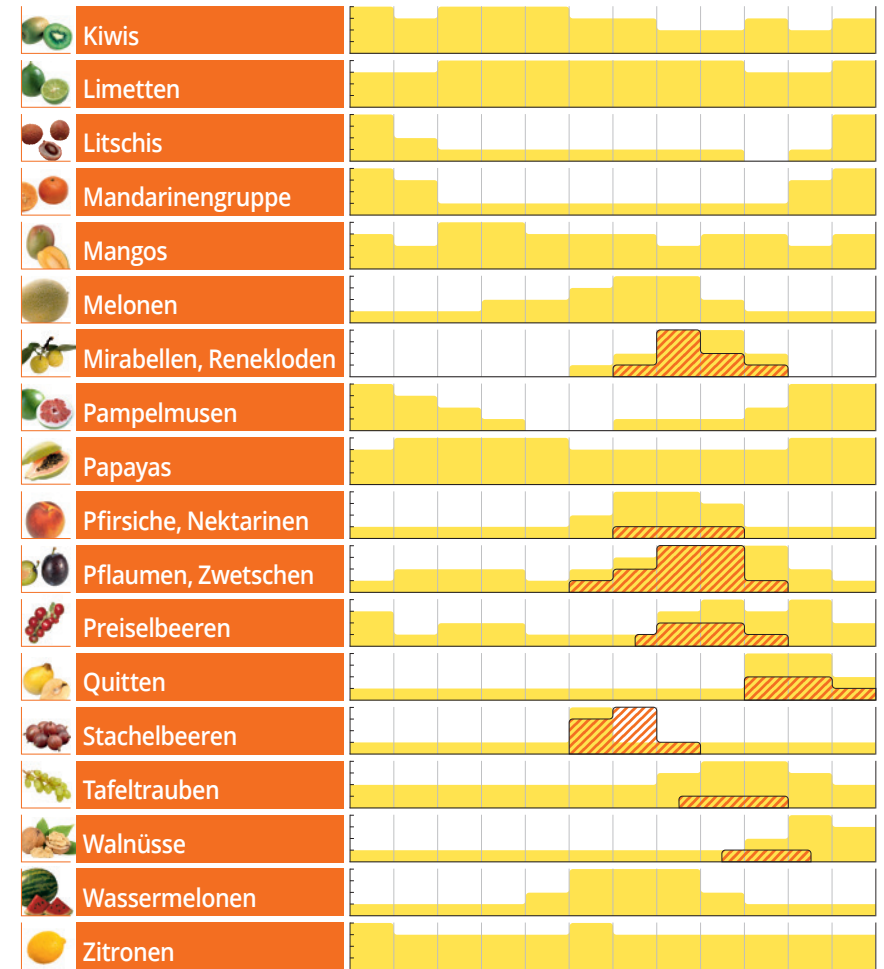 Kiwis
Limetten
Litschis
Mandarinengruppe
Mangos
Melonen
Mirabellen, Renekloden
Pampelmusen
Papayas
Pfirsiche, Nektarinen
Pflaumen, Zwetschen
Preiselbeeren
Quitten
Stachelbeeren
Tafeltrauben
Walnüsse
Wassermelonen
Zitronen